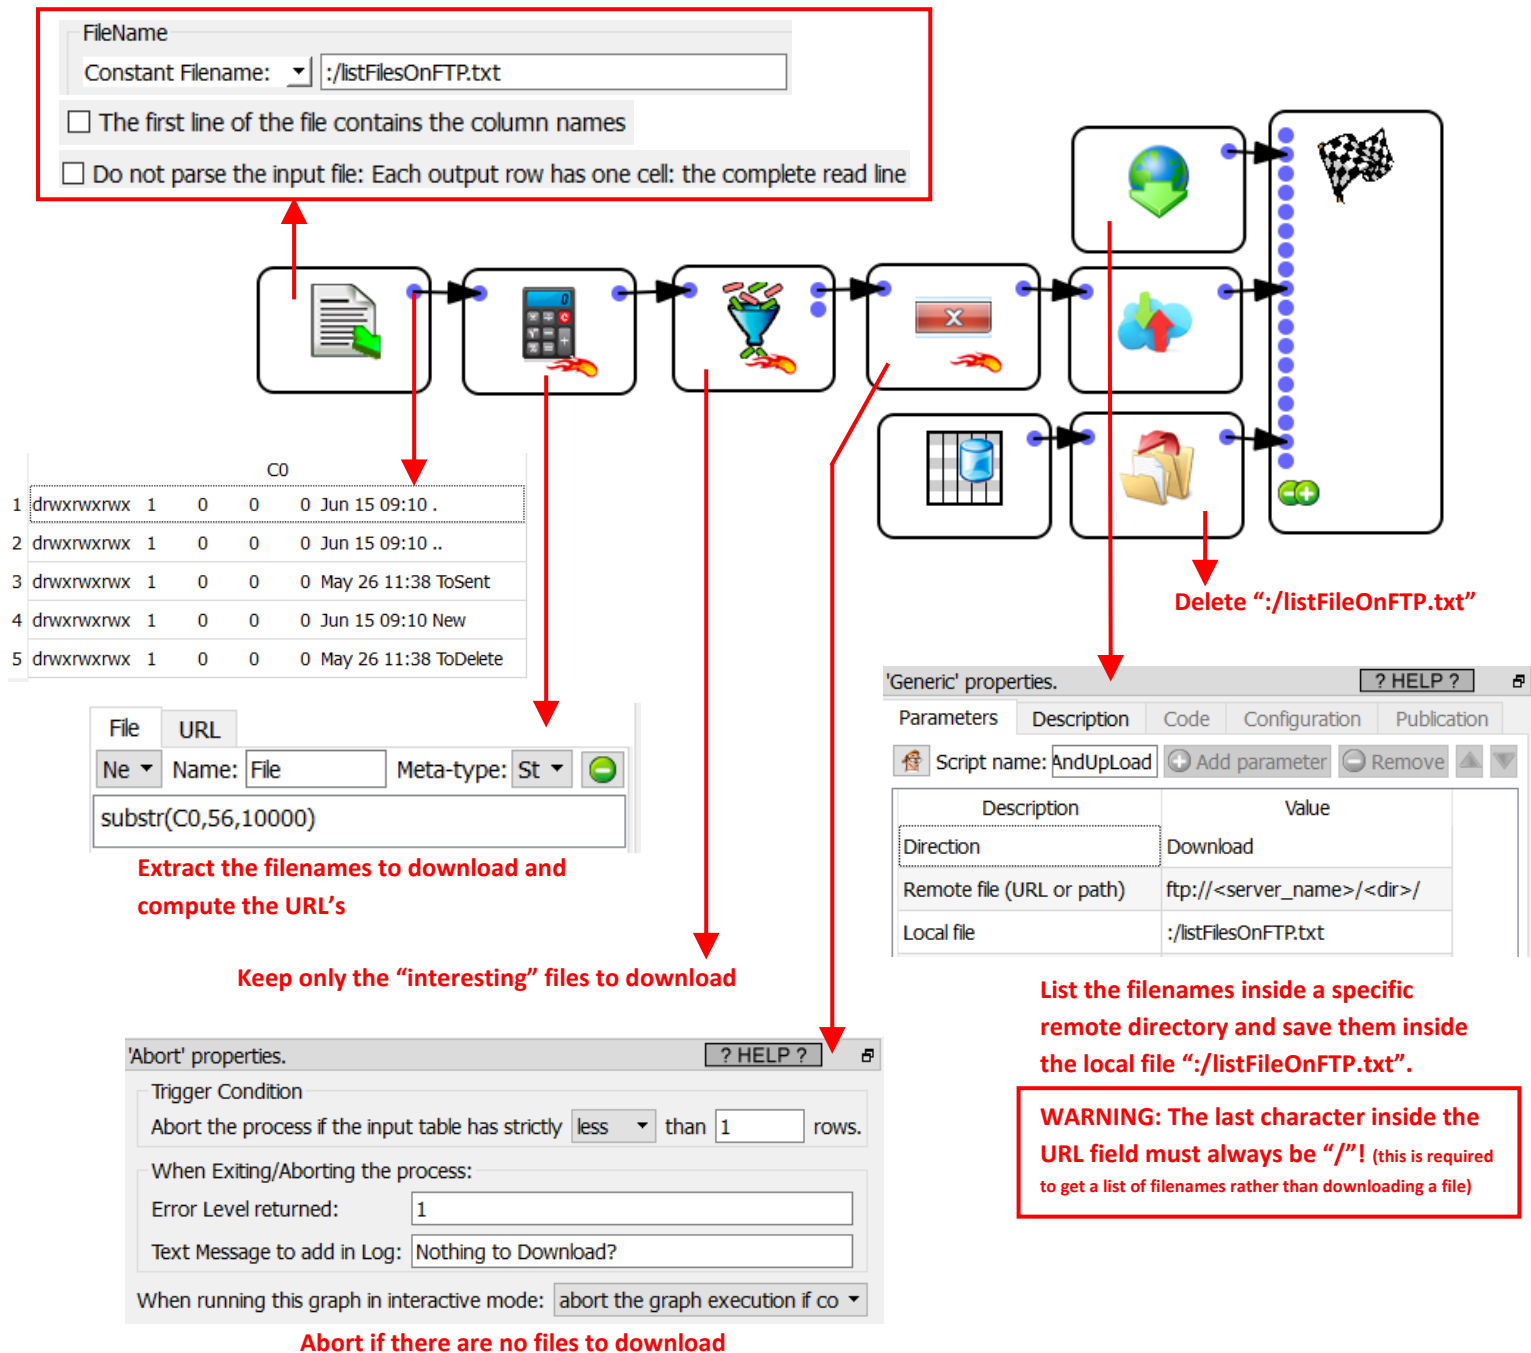 FileName
Constant Filename: :/listFilesOnFTP.txt
The first line of the file contains the column names
Do not parse the input file: Each output row has one cell: the complete read line
C0
1 drwxrwxrwx 1 0 0 0 Jun 15 09:10 .
2 drwxrwxrwx 1 0 0 0 Jun 15 09:10 ..
3 drwxrwxrwx 1 0 0 0 May 26 11:38 ToSent
4 drwxrwxrwx 1 0 0 0 Jun 15 09:10 New
5 drwxrwxrwx 1 0 0 0 May 26 11:38 ToDelete
Delete “:/listFileOnFTP.txt”
File URL
Ne Name: File Meta-type: St
substr(C0,56,10000)
Extract the filenames to download and
compute the URL’s
Keep only the “interesting” files to download
'Generic' properties. ? HELP ?
Parameters Description Code Configuration Publication
Script name: AndUpLoad Add parameter Remove
Description Value
Direction Download
Remote file (URL or path) ftp://<server_name>/<dir>/
Local file :/listFilesOnFTP.txt
List the filenames inside a specific
remote directory and save them inside
the local file “:/listFileOnFTP.txt”.
WARNING: The last character inside the
URL field must always be “/”! (this is required
to get a list of filenames rather than downloading a file)
'Abort' properties. ? HELP ?
Trigger Condition
Abort the process if the input table has strictly less than 1 rows.
When Exiting/Aborting the process:
Error Level returned: 1
Text Message to add in Log: Nothing to Download?
When running this graph in interactive mode: abort the graph execution if co
Abort if there are no files to download